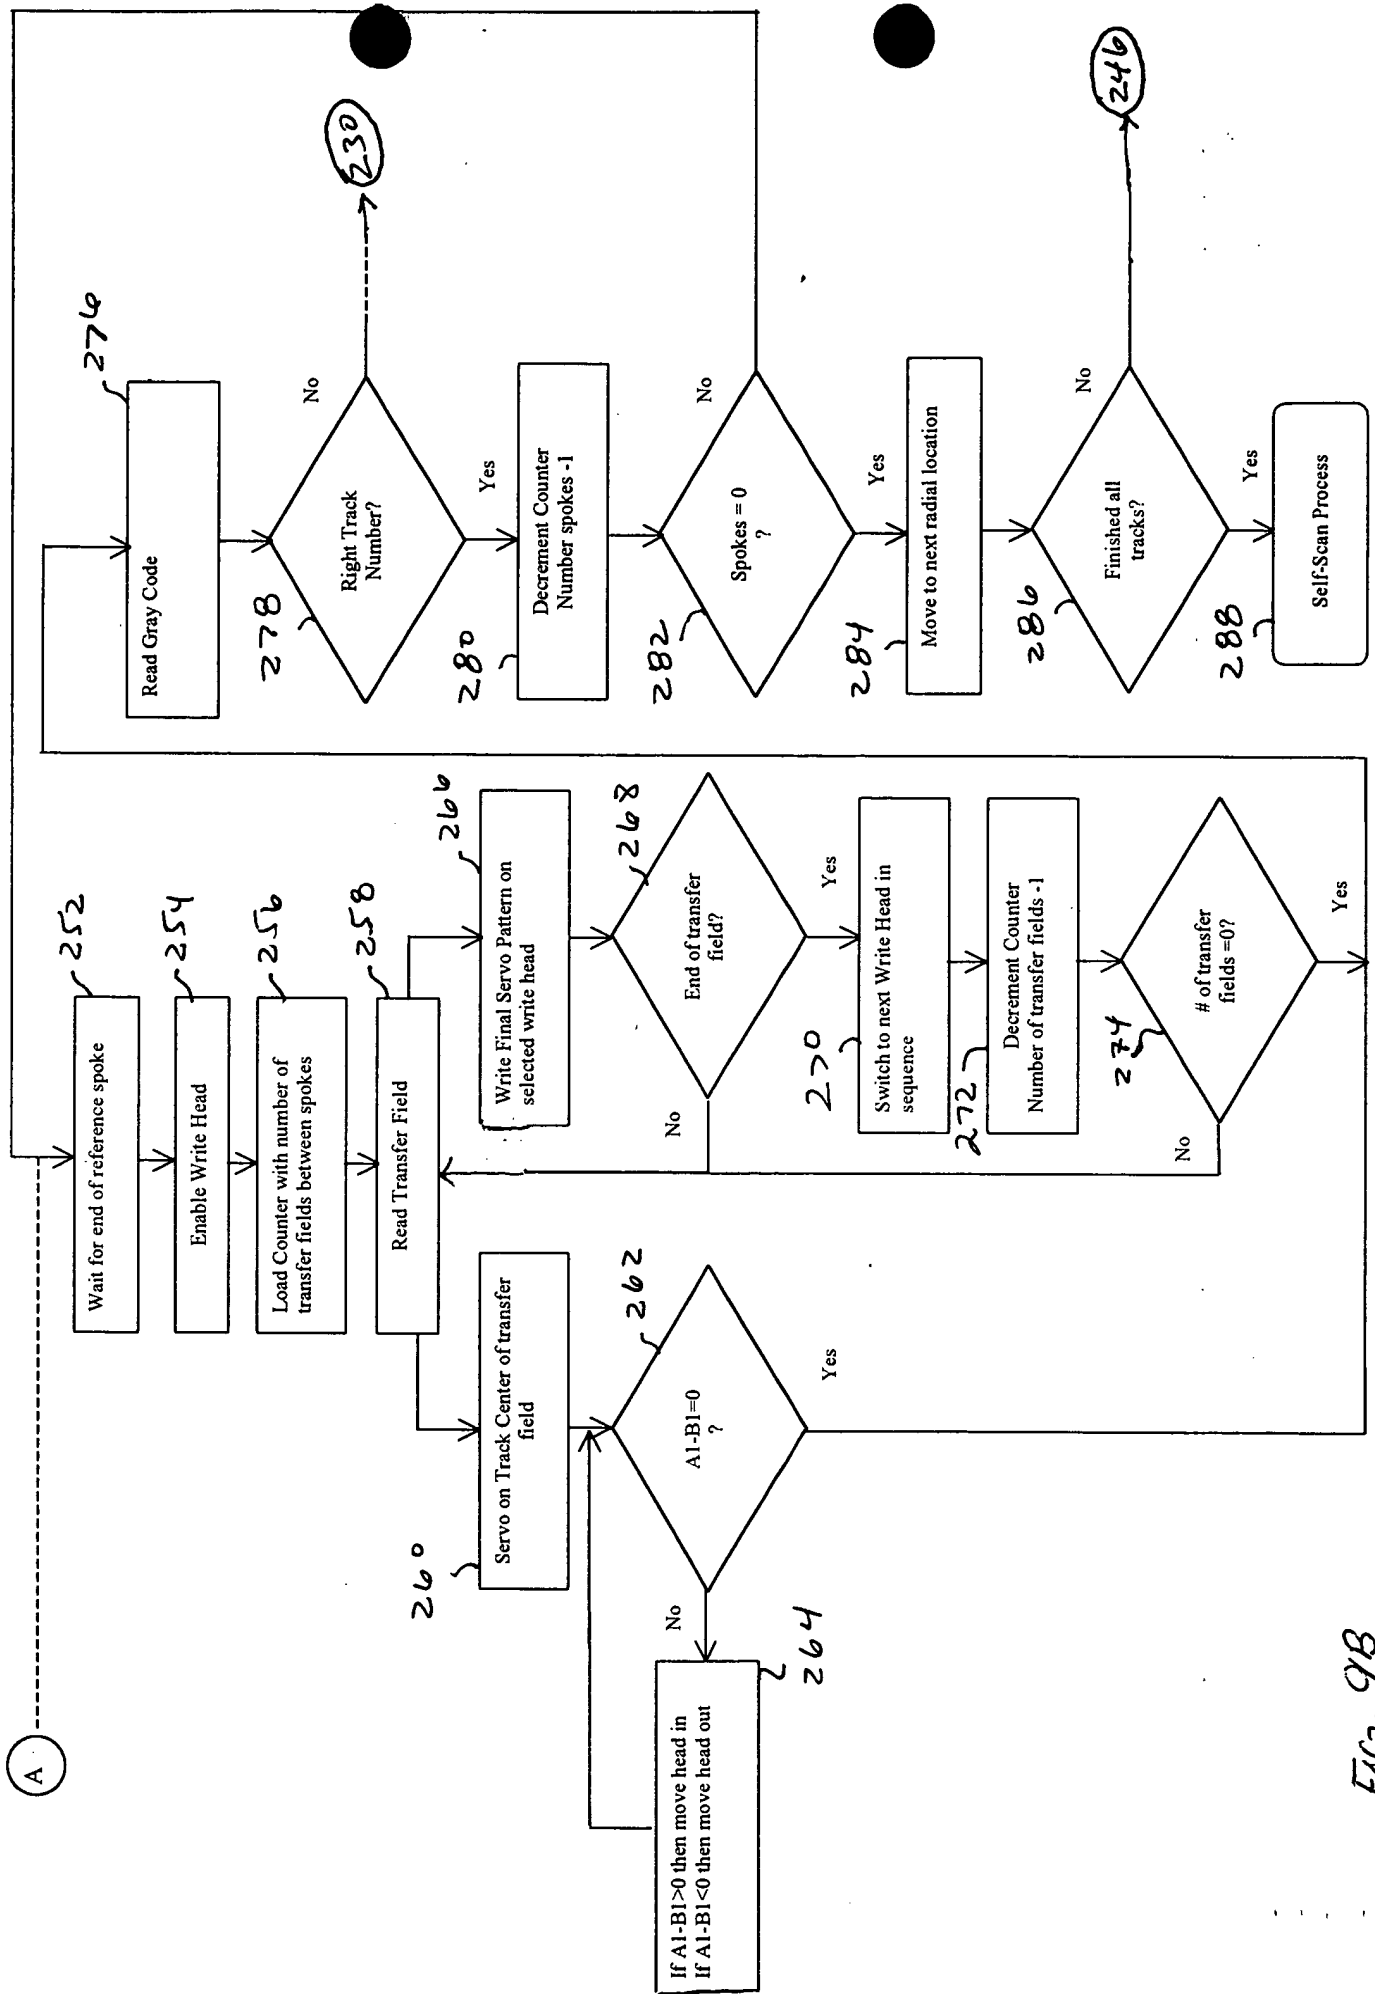 A
Wait for end of reference spoke
252
Enable Write Head
254
Load Counter with number of
transfer fields between spokes
256
Read Transfer Field
258
260
Servo on Track Center of transfer
field
A1-B1=0
?
262
Yes
No
If A1-B1>0 then move head in
If A1-B1<0 then move head out
264
Write Final Servo Pattern on
selected write head
266
End of transfer
field?
268
No
Yes
270
Switch to next Write Head in
sequence
272
Decrement Counter
Number of transfer fields -1
274
# of transfer
fields =0?
No
Yes
Read Gray Code
276
278
Right Track
Number?
No
230
Yes
280
Decrement Counter
Number spokes -1
282
Spokes = 0
?
No
Yes
284
Move to next radial location
286
Finished all
tracks?
No
246
Yes
288
Self-Scan Process
FIG. 9B